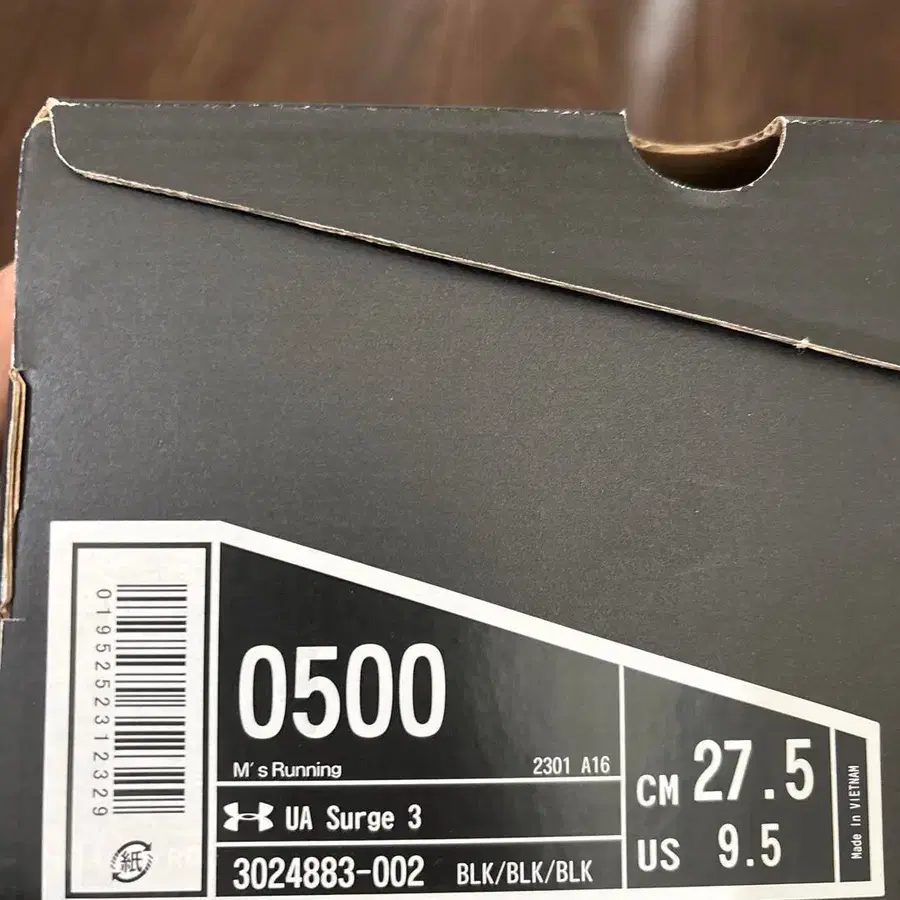 0195252312329
紙
0500
M's Running 2301 A16
UA Surge 3
3024883-002 BLK/BLK/BLK
CM 27.5
US 9.5
Made In VIETNAM